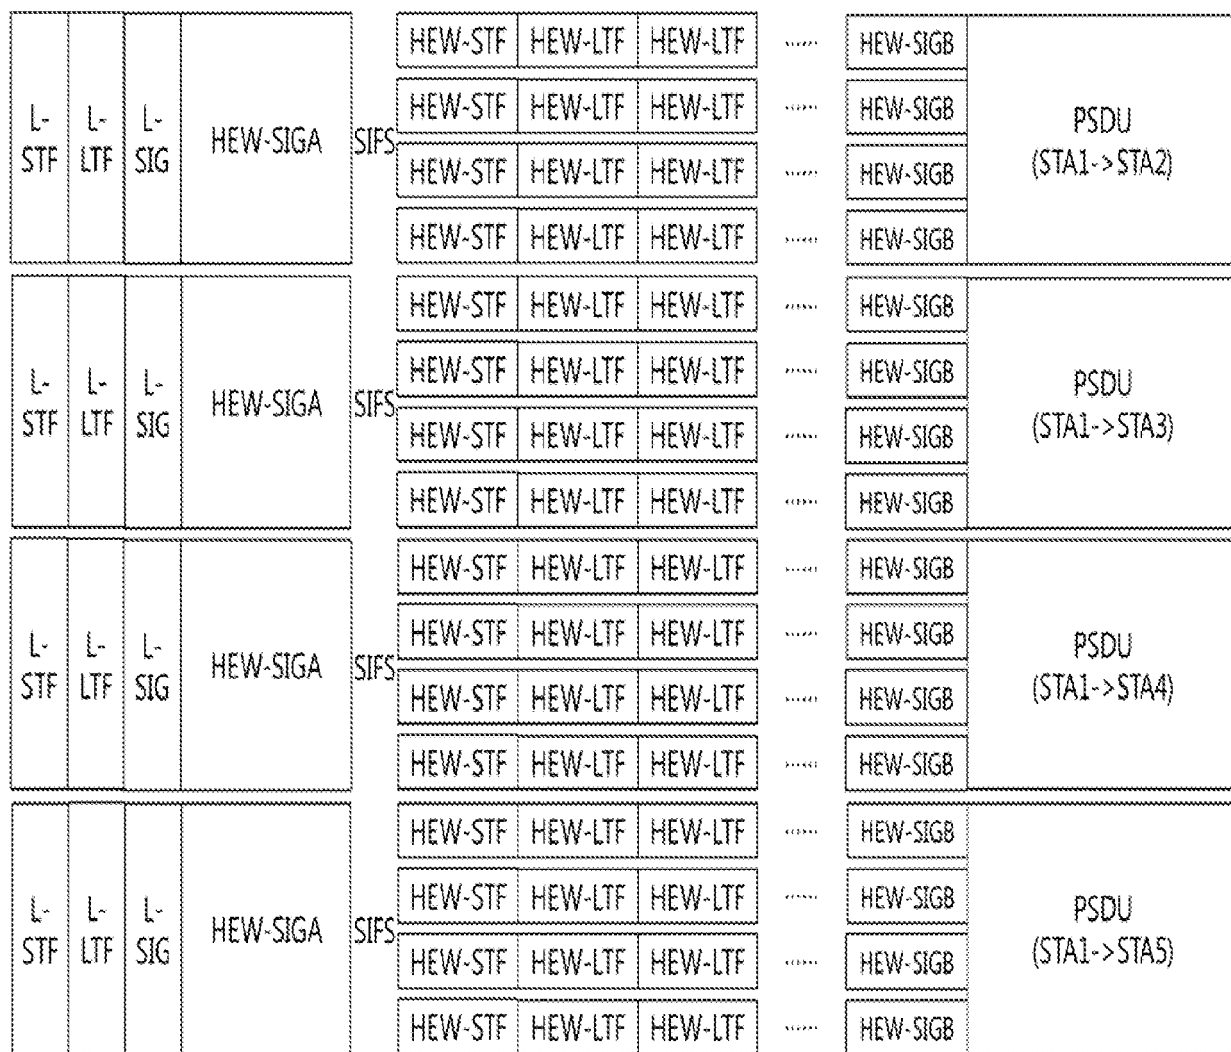 HEW-STF HEW-LTF HEW-LTF ...... HEW-SIGB
HEW-STF HEW-LTF HEW-LTF ...... HEW-SIGB
L-STF L-LTF L-SIG HEW-SIGA SIFS PSDU (STA1->STA2)
HEW-STF HEW-LTF HEW-LTF ...... HEW-SIGB
HEW-STF HEW-LTF HEW-LTF ...... HEW-SIGB
HEW-STF HEW-LTF HEW-LTF ...... HEW-SIGB
HEW-STF HEW-LTF HEW-LTF ...... HEW-SIGB
L-STF L-LTF L-SIG HEW-SIGA SIFS PSDU (STA1->STA3)
HEW-STF HEW-LTF HEW-LTF ...... HEW-SIGB
HEW-STF HEW-LTF HEW-LTF ...... HEW-SIGB
HEW-STF HEW-LTF HEW-LTF ...... HEW-SIGB
HEW-STF HEW-LTF HEW-LTF ...... HEW-SIGB
L-STF L-LTF L-SIG HEW-SIGA SIFS PSDU (STA1->STA4)
HEW-STF HEW-LTF HEW-LTF ...... HEW-SIGB
HEW-STF HEW-LTF HEW-LTF ...... HEW-SIGB
HEW-STF HEW-LTF HEW-LTF ...... HEW-SIGB
HEW-STF HEW-LTF HEW-LTF ...... HEW-SIGB
L-STF L-LTF L-SIG HEW-SIGA SIFS PSDU (STA1->STA5)
HEW-STF HEW-LTF HEW-LTF ...... HEW-SIGB
HEW-STF HEW-LTF HEW-LTF ...... HEW-SIGB